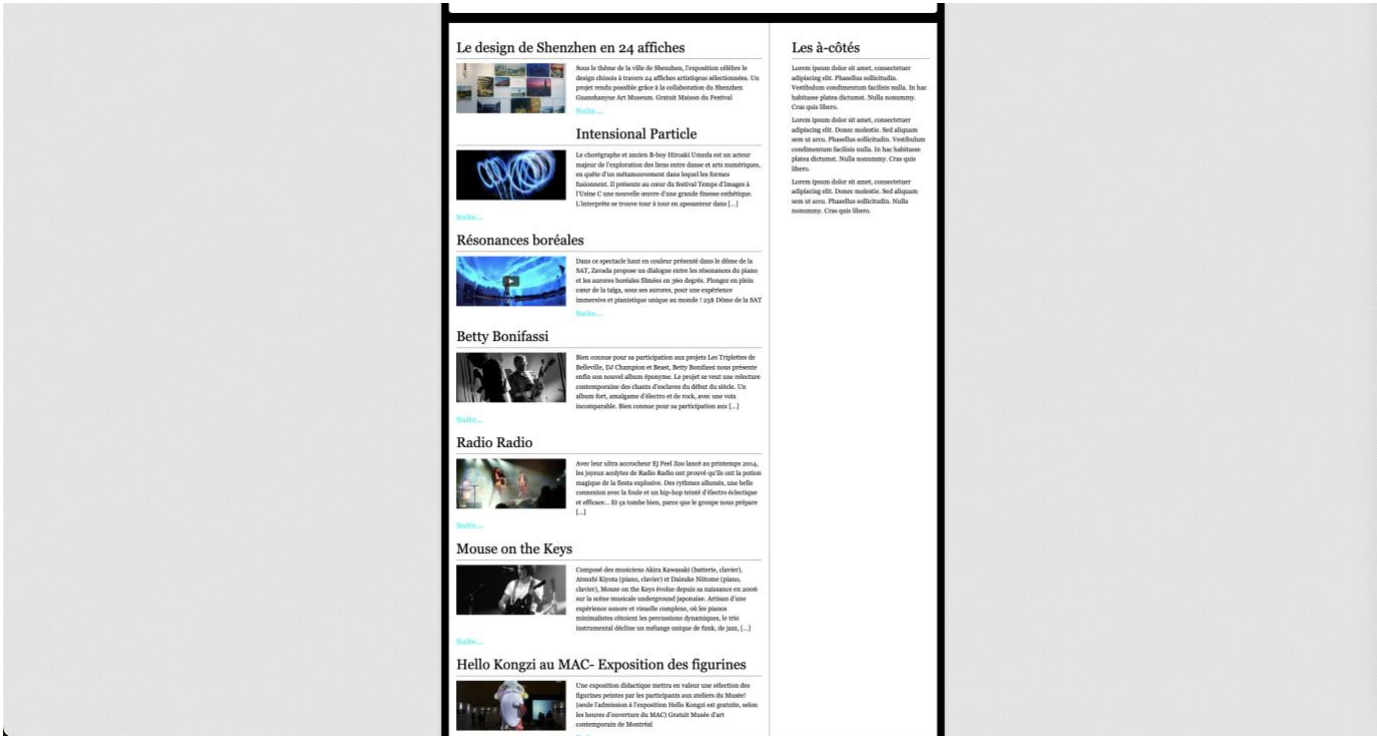 Le design de Shenzhen en 24 affiches
Sous le thème de la ville de Shenzhen, l'exposition célèbre le
design chinois à travers 24 affiches artistiques sélectionnées. Un
projet rendu possible grâce à la collaboration du Shenzhen
Guanshanyue Art Museum. Gratuit Maison du Festival
Suite...
Intensional Particle
Le chorégraphe et ancien B-boy Hiroaki Umeda est un acteur
majeur de l'exploration des liens entre danse et arts numériques,
en quête d'un métamouvement dans lequel les formes
fusionnent. Il présente au cœur du festival Temps d'Images à
l'Usine C une nouvelle œuvre d'une grande finesse esthétique.
L'interprète se trouve tour à tour en apesanteur dans [...]
Suite...
Résonances boréales
Dans ce spectacle haut en couleur présenté dans le dôme de la
SAT, Zavada propose un dialogue entre les résonances du piano
et les aurores boréales filmées en 360 degrés. Plongez en plein
cœur de la taïga, sous ses aurores, pour une expérience
immersive et pianistique unique au monde ! 25$ Dôme de la SAT
Suite...
Betty Bonifassi
Bien connue pour sa participation aux projets Les Triplettes de
Belleville, DJ Champion et Beast, Betty Bonifassi nous présente
enfin son nouvel album éponyme. Le projet se veut une relecture
contemporaine des chants d'esclaves du début du siècle. Un
album fort, amalgame d'électro et de rock, avec une voix
incomparable. Bien connue pour sa participation aux [...]
Suite...
Radio Radio
Avec leur ultra accrocheur Ej Feel Zoo lancé au printemps 2014,
les joyeux acolytes de Radio Radio ont prouvé qu'ils ont la potion
magique de la fiesta explosive. Des rythmes allumés, une belle
connexion avec la foule et un hip-hop teinté d'électro éclectique
et efficace... Et ça tombe bien, parce que le groupe nous prépare
[...]
Suite...
Mouse on the Keys
Composé des musiciens Akira Kawasaki (batterie, clavier),
Atsushi Kiyota (piano, clavier) et Daisuke Niitome (piano,
clavier), Mouse on the Keys évolue depuis sa naissance en 2006
sur la scène musicale underground japonaise. Artisan d'une
expérience sonore et visuelle complexe, où les pianos
minimalistes côtoient les percussions dynamiques, le trio
instrumental décline un mélange unique de funk, de jazz, [...]
Suite...
Hello Kongzi au MAC- Exposition des figurines
Une exposition didactique mettra en valeur une sélection des
figurines peintes par les participants aux ateliers du Musée!
(seule l'admission à l'exposition Hello Kongzi est gratuite, selon
les heures d'ouverture du MAC) Gratuit Musée d'art
contemporain de Montréal
Les à-côtés
Lorem ipsum dolor sit amet, consectetuer
adipiscing elit. Phasellus sollicitudin.
Vestibulum condimentum facilisis nulla. In hac
habitasse platea dictumst. Nulla nonummy.
Cras quis libero.
Lorem ipsum dolor sit amet, consectetuer
adipiscing elit. Donec molestie. Sed aliquam
sem ut arcu. Phasellus sollicitudin. Vestibulum
condimentum facilisis nulla. In hac habitasse
platea dictumst. Nulla nonummy. Cras quis
libero.
Lorem ipsum dolor sit amet, consectetuer
adipiscing elit. Donec molestie. Sed aliquam
sem ut arcu. Phasellus sollicitudin. Nulla
nonummy. Cras quis libero.